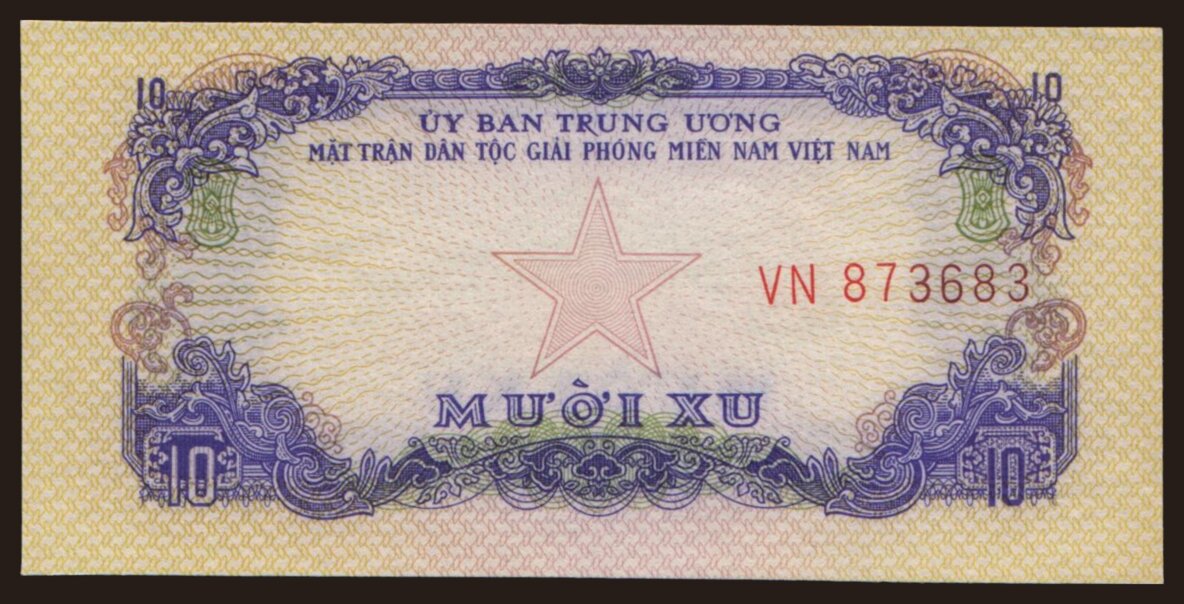 10 10
ỦY BAN TRUNG ƯƠNG
MẶT TRẬN DÂN TỘC GIẢI PHÓNG MIỀN NAM VIỆT NAM
VN 873683
MƯỜI XU
10 10